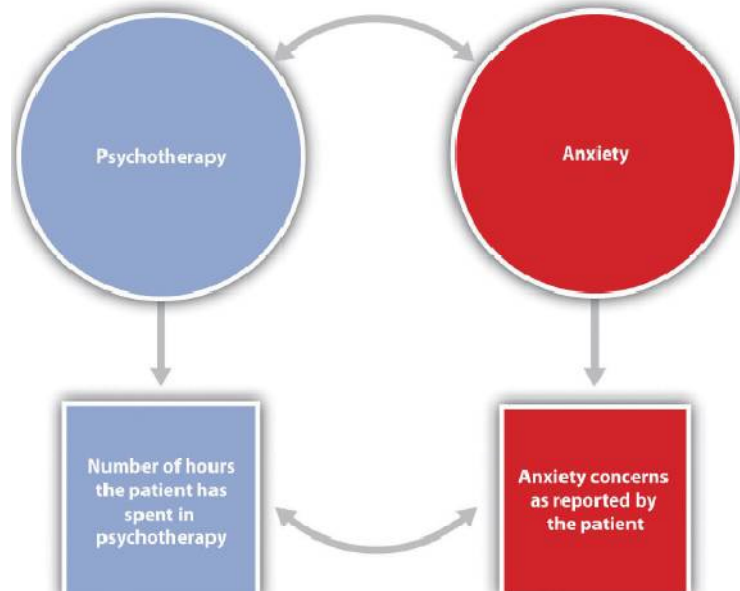 Psychotherapy
Anxiety
Number of hours
the patient has
spent in
psychotherapy
Anxiety concerns
as reported by
the patient